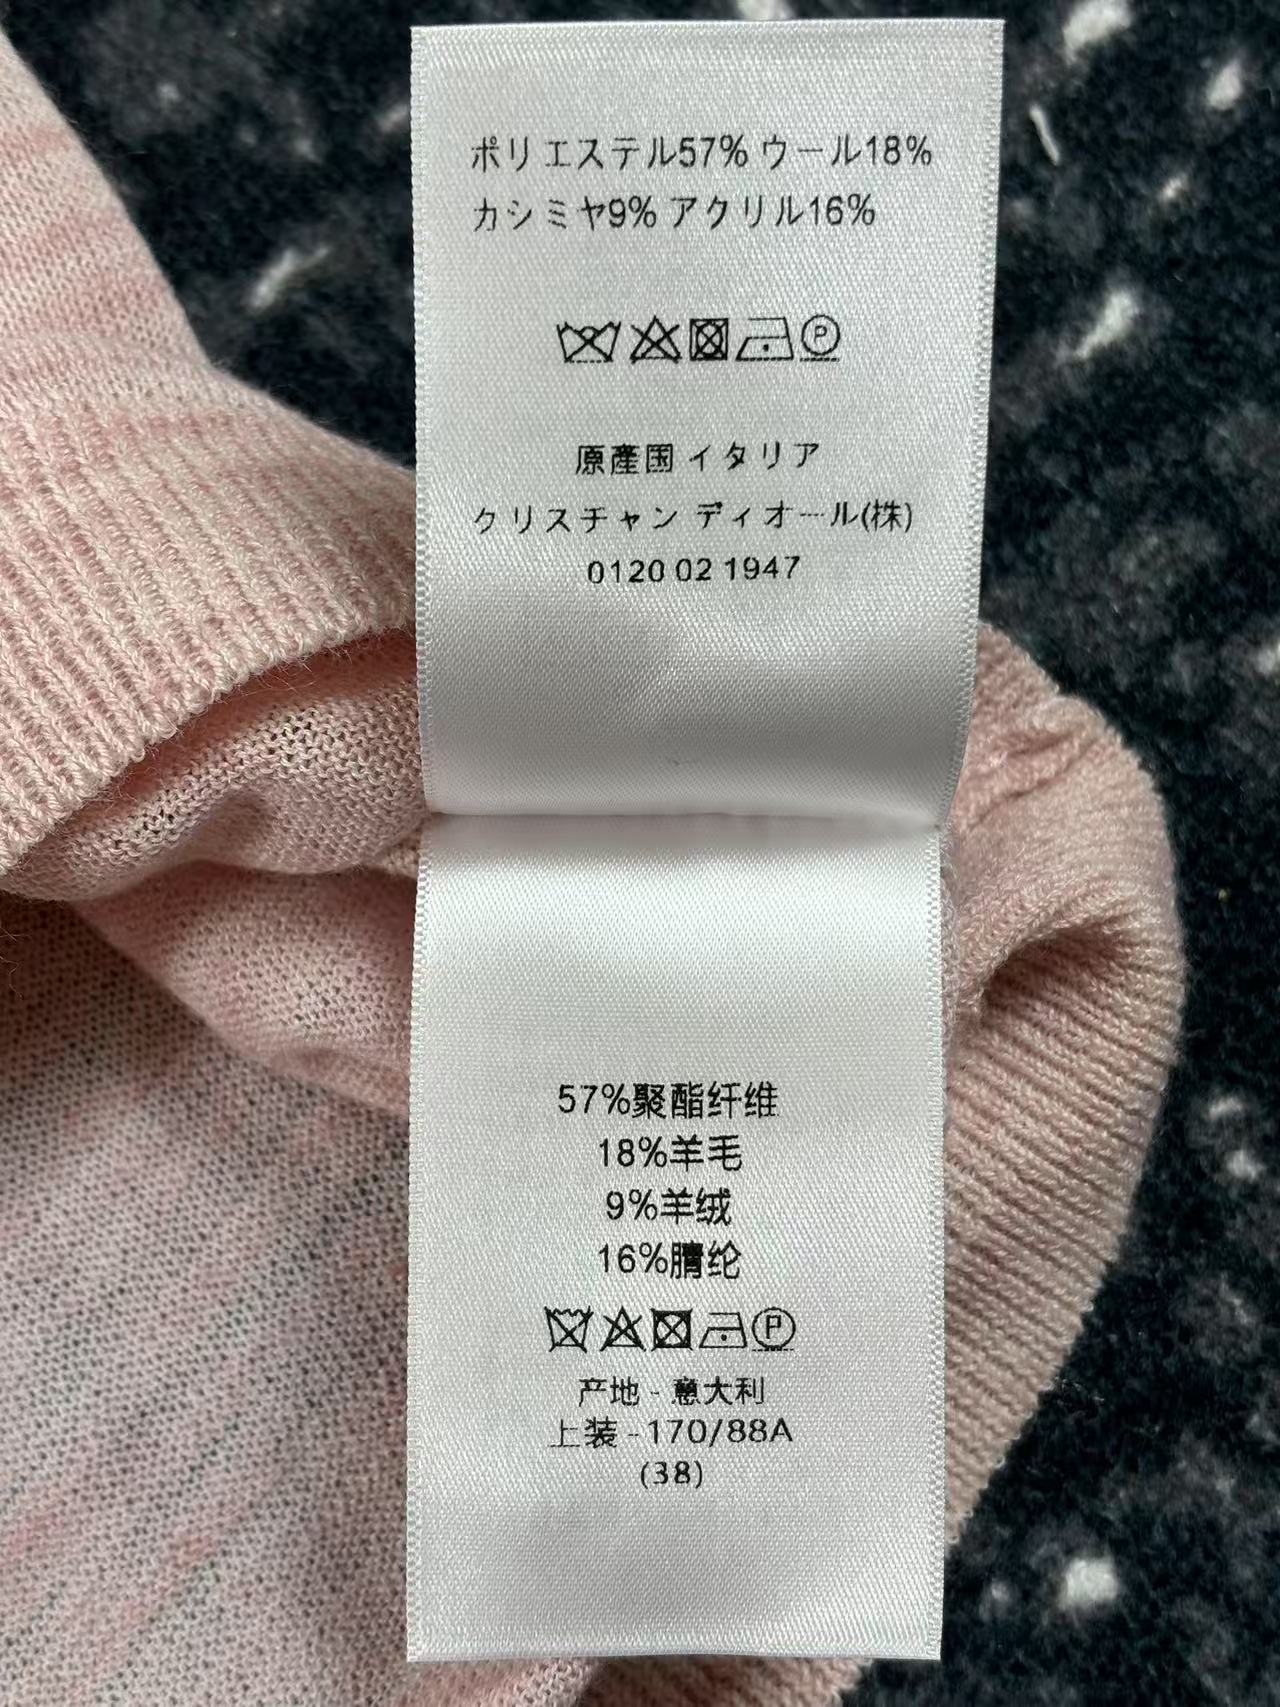 ポリエステル57% ウール18%
カシミヤ9% アクリル16%
P
原産国 イタリア
クリスチャン ディオール(株)
0120 02 1947
57%聚酯纤维
18%羊毛
9%羊绒
16%腈纶
P
产地 - 意大利
上装 - 170/88A
(38)